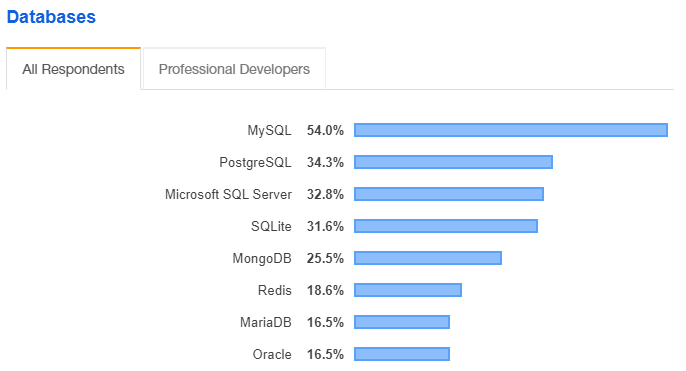 Databases
All Respondents
Professional Developers
MySQL 54.0%
PostgreSQL 34.3%
Microsoft SQL Server 32.8%
SQLite 31.6%
MongoDB 25.5%
Redis 18.6%
MariaDB 16.5%
Oracle 16.5%